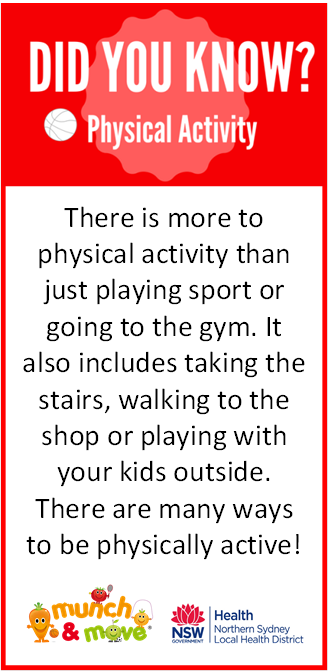 DID YOU KNOW?
Physical Activity
There is more to
physical activity than
just playing sport or
going to the gym. It
also includes taking the
stairs, walking to the
shop or playing with
your kids outside.
There are many ways
to be physically active!
munch
& move
NSW
GOVERNMENT
Health
Northern Sydney
Local Health District